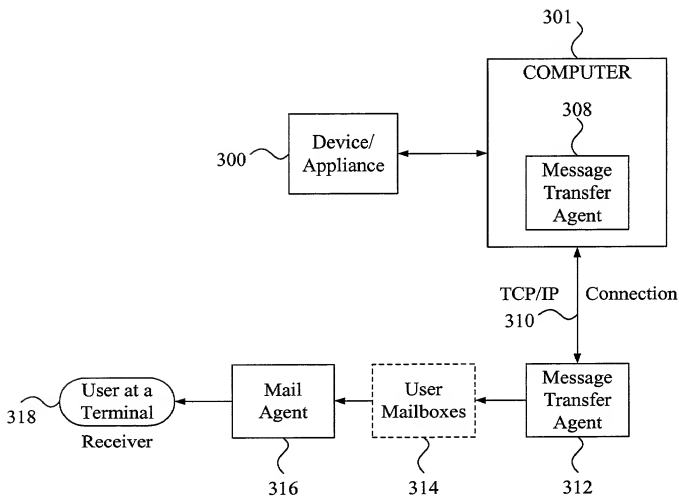 301
COMPUTER
308
Message
Transfer
Agent
Device/
Appliance
300
TCP/IP Connection
310
User at a
Terminal
318
Receiver
Mail
Agent
316
User
Mailboxes
314
Message
Transfer
Agent
312